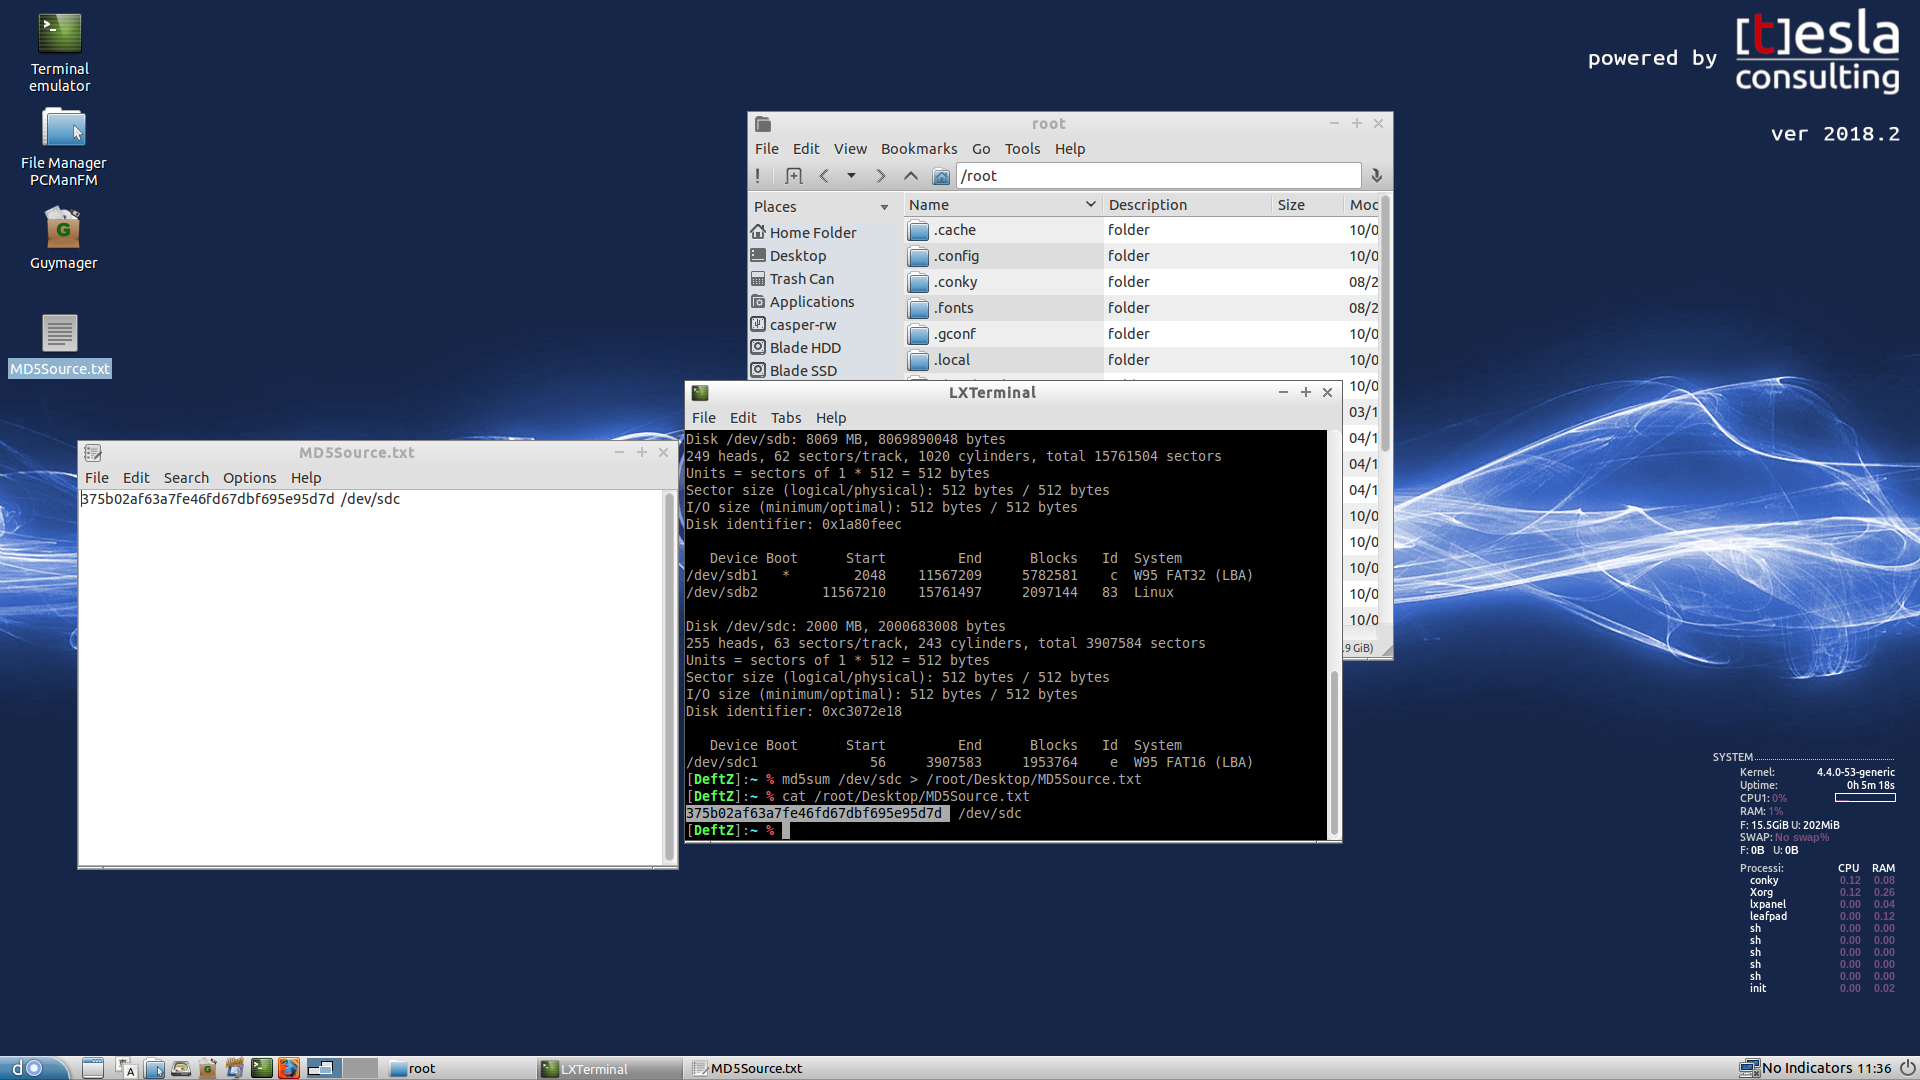 Terminal
emulator
File Manager
PCManFM
Guymager
MD5Source.txt
powered by
[t]esla
consulting
ver 2018.2
root
File Edit View Bookmarks Go Tools Help
/root
Places
Home Folder
Desktop
Trash Can
Applications
casper-rw
Blade HDD
Blade SSD
Name Description Size Mod
.cache folder 10/0
.config folder 10/0
.conky folder 08/2
.fonts folder 08/2
.gconf folder 10/0
.local folder 10/0
10/0
03/1
04/1
04/1
04/1
10/0
10/0
10/0
10/0
10/0
.9 GiB)
MD5Source.txt
File Edit Search Options Help
375b02af63a7fe46fd67dbf695e95d7d /dev/sdc
LXTerminal
File Edit Tabs Help
Disk /dev/sdb: 8069 MB, 8069890048 bytes
249 heads, 62 sectors/track, 1020 cylinders, total 15761504 sectors
Units = sectors of 1 * 512 = 512 bytes
Sector size (logical/physical): 512 bytes / 512 bytes
I/O size (minimum/optimal): 512 bytes / 512 bytes
Disk identifier: 0x1a80feec
Device Boot Start End Blocks Id System
/dev/sdb1 * 2048 11567209 5782581 c W95 FAT32 (LBA)
/dev/sdb2 11567210 15761497 2097144 83 Linux
Disk /dev/sdc: 2000 MB, 2000683008 bytes
255 heads, 63 sectors/track, 243 cylinders, total 3907584 sectors
Units = sectors of 1 * 512 = 512 bytes
Sector size (logical/physical): 512 bytes / 512 bytes
I/O size (minimum/optimal): 512 bytes / 512 bytes
Disk identifier: 0xc3072e18
Device Boot Start End Blocks Id System
/dev/sdc1 56 3907583 1953764 e W95 FAT16 (LBA)
[DeftZ]:~ % md5sum /dev/sdc > /root/Desktop/MD5Source.txt
[DeftZ]:~ % cat /root/Desktop/MD5Source.txt
375b02af63a7fe46fd67dbf695e95d7d /dev/sdc
[DeftZ]:~ %
SYSTEM
Kernel: 4.4.0-53-generic
Uptime: 0h 5m 18s
CPU1: 0%
RAM: 1%
F: 15.5GiB U: 202MiB
SWAP: No swap%
F: 0B U: 0B
Processi: CPU RAM
conky 0.12 0.08
Xorg 0.12 0.26
lxpanel 0.00 0.04
leafpad 0.00 0.12
sh 0.00 0.00
sh 0.00 0.00
sh 0.00 0.00
sh 0.00 0.00
sh 0.00 0.00
init 0.00 0.02
root LXTerminal MD5Source.txt No Indicators 11:36